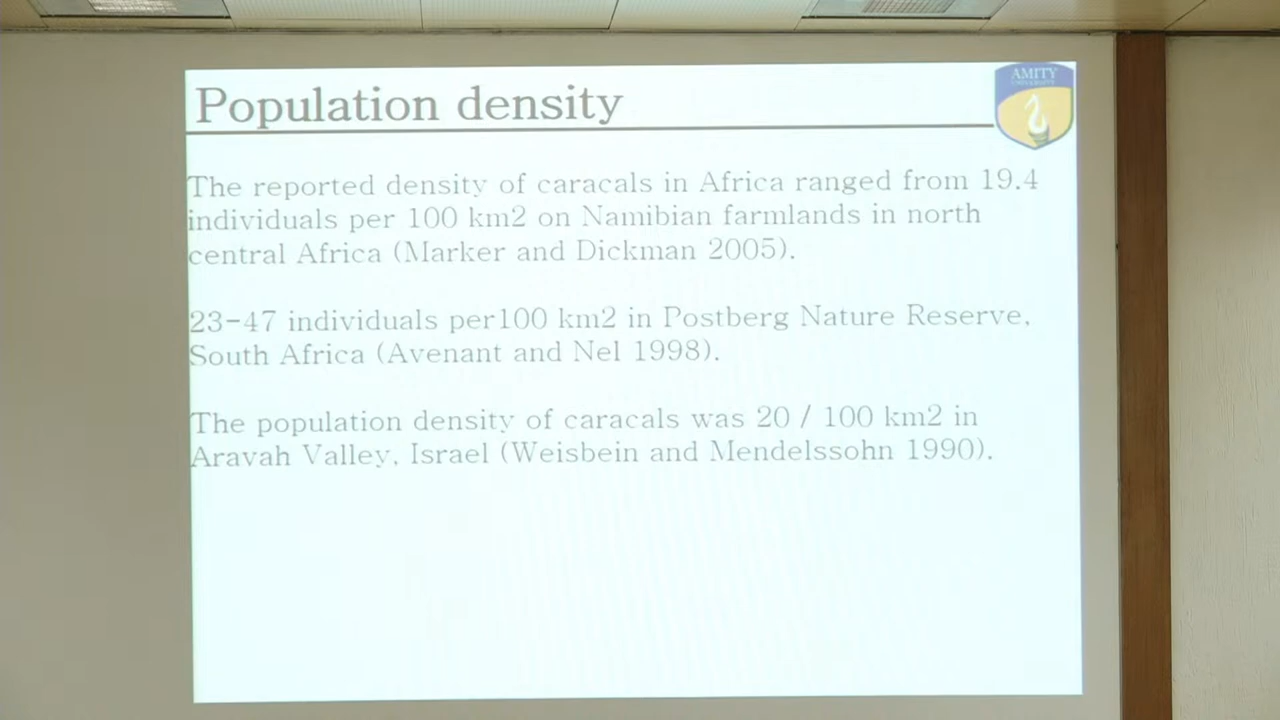 Population density
AMITY
UNIVERSITY
The reported density of caracals in Africa ranged from 19.4
individuals per 100 km2 on Namibian farmlands in north
central Africa (Marker and Dickman 2005).
23-47 individuals per100 km2 in Postberg Nature Reserve,
South Africa (Avenant and Nel 1998).
The population density of caracals was 20 / 100 km2 in
Aravah Valley, Israel (Weisbein and Mendelssohn 1990).